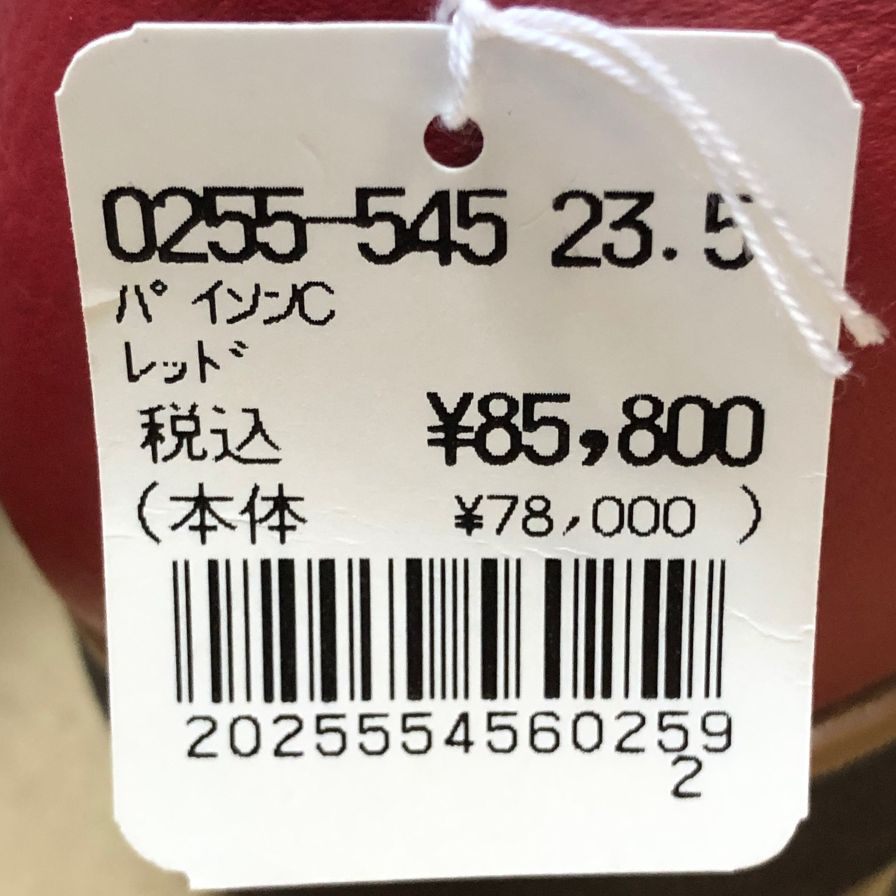 0255-545 23.5
パイソンC
レッド
税込 ¥85,800
(本体 ¥78,000 )
2025554560259
2